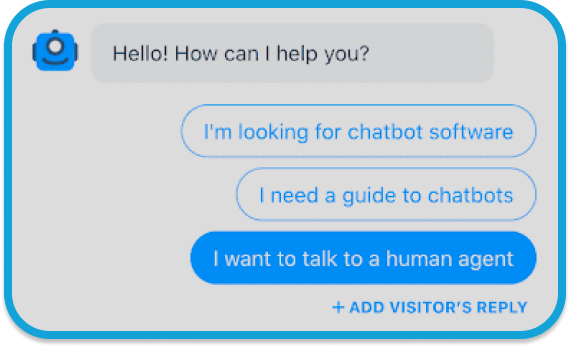 Hello! How can I help you?
I'm looking for chatbot software
I need a guide to chatbots
I want to talk to a human agent
+ ADD VISITOR'S REPLY